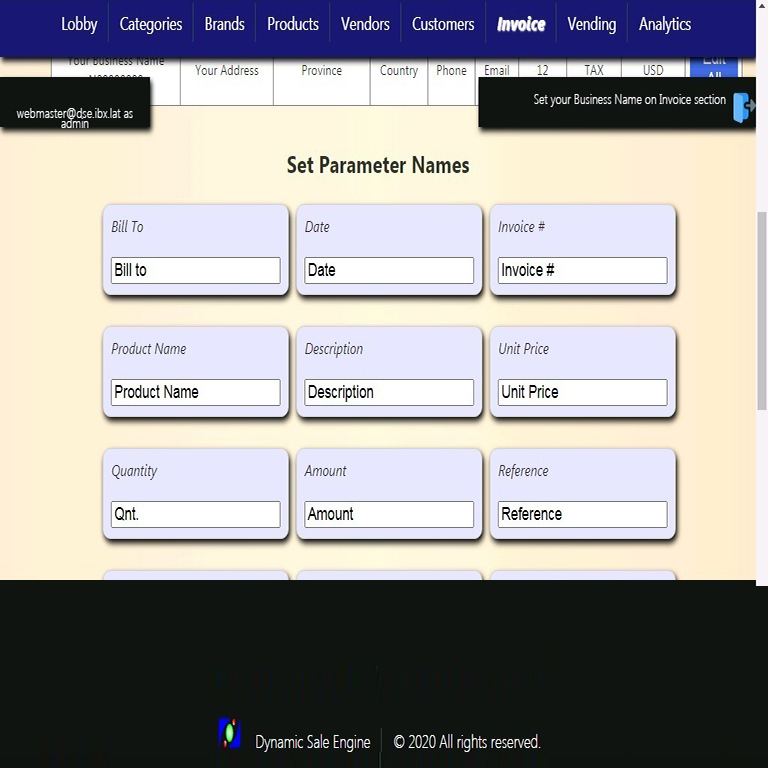 Lobby Categories Brands Products Vendors Customers Invoice Vending Analytics
Your Business Name
Your Address Province Country Phone Email 12 TAX USD
Edit
All
webmaster@dse.ibx.lat as
admin
Set your Business Name on Invoice section
Set Parameter Names
Bill To Date Invoice #
Bill to Date Invoice #
Product Name Description Unit Price
Product Name Description Unit Price
Quantity Amount Reference
Qnt. Amount Reference
Dynamic Sale Engine © 2020 All rights reserved.